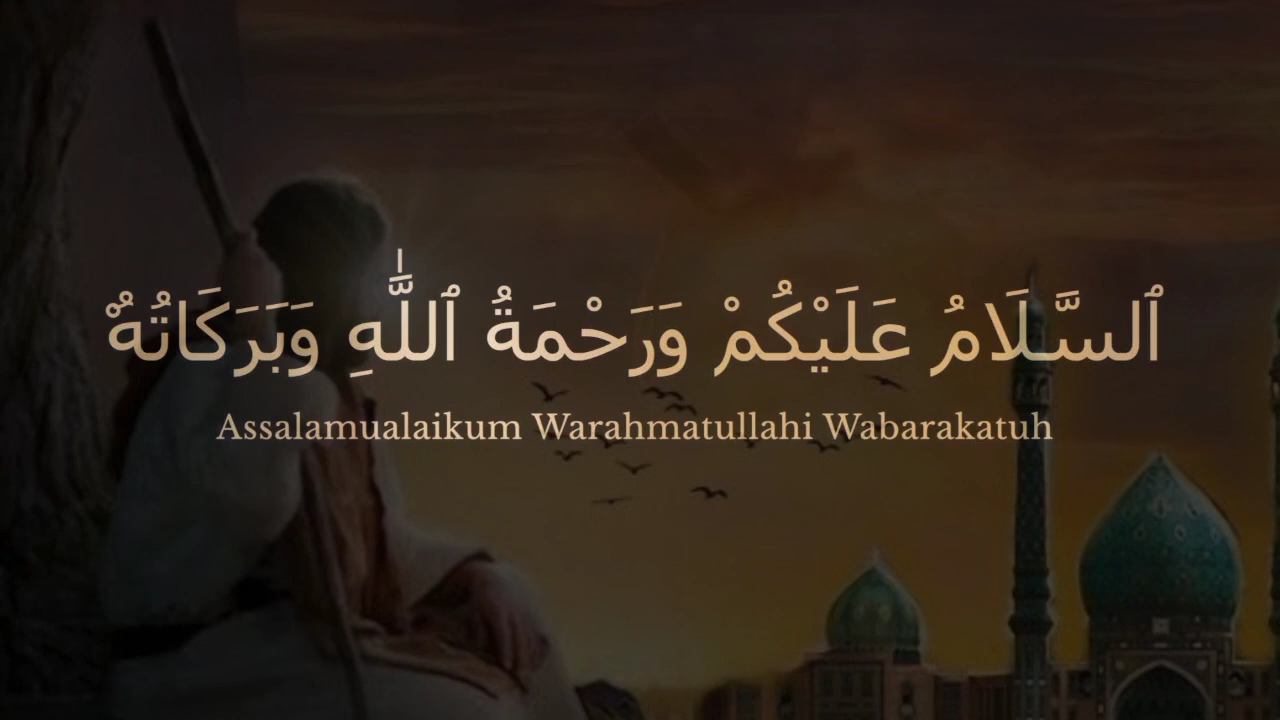 ٱلسَّلَامُ عَلَيْكُمْ وَرَحْمَةُ ٱللَّٰهِ وَبَرَكَاتُهُ
Assalamualaikum Warahmatullahi Wabarakatuh